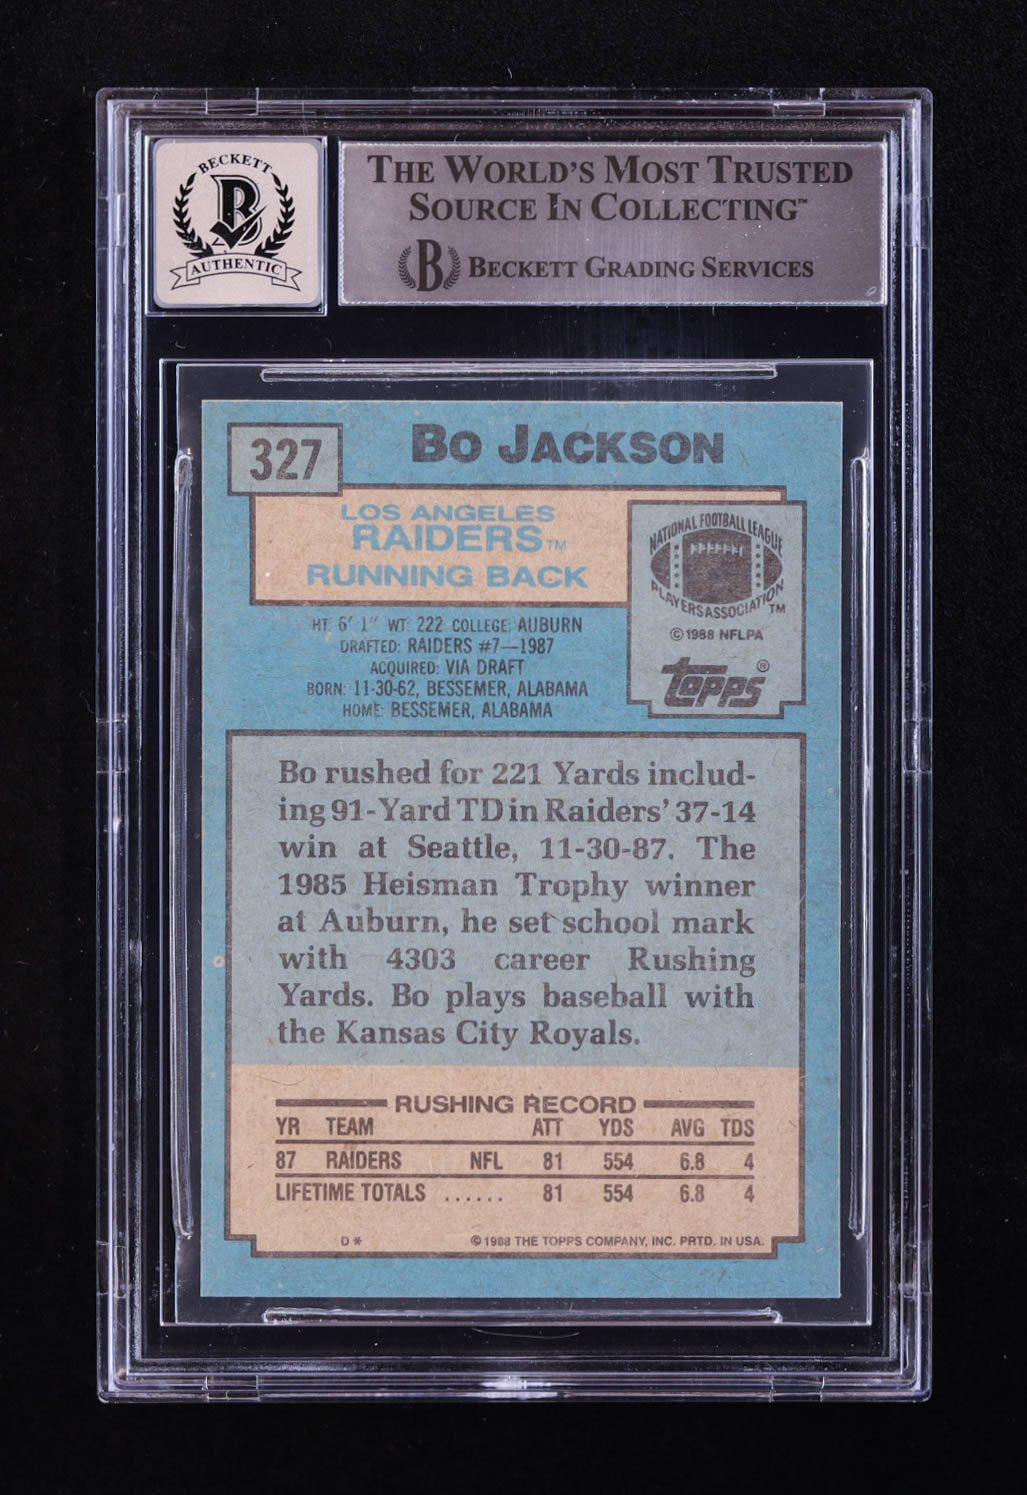 BECKETT
B
AUTHENTIC
THE WORLD'S MOST TRUSTED
SOURCE IN COLLECTING™
B BECKETT GRADING SERVICES
327
BO JACKSON
LOS ANGELES
RAIDERS TM
RUNNING BACK
NATIONAL FOOTBALL LEAGUE
PLAYERS ASSOCIATION TM
© 1988 NFLPA
TOPPS ®
HT: 6' 1" WT: 222 COLLEGE: AUBURN
DRAFTED: RAIDERS #7—1987
ACQUIRED: VIA DRAFT
BORN: 11-30-62, BESSEMER, ALABAMA
HOME: BESSEMER, ALABAMA
Bo rushed for 221 Yards includ-
ing 91-Yard TD in Raiders' 37-14
win at Seattle, 11-30-87. The
1985 Heisman Trophy winner
at Auburn, he set school mark
with 4303 career Rushing
Yards. Bo plays baseball with
the Kansas City Royals.
RUSHING RECORD
YR TEAM ATT YDS AVG TDS
87 RAIDERS NFL 81 554 6.8 4
LIFETIME TOTALS ...... 81 554 6.8 4
D* © 1988 THE TOPPS COMPANY, INC. PRTD. IN USA.